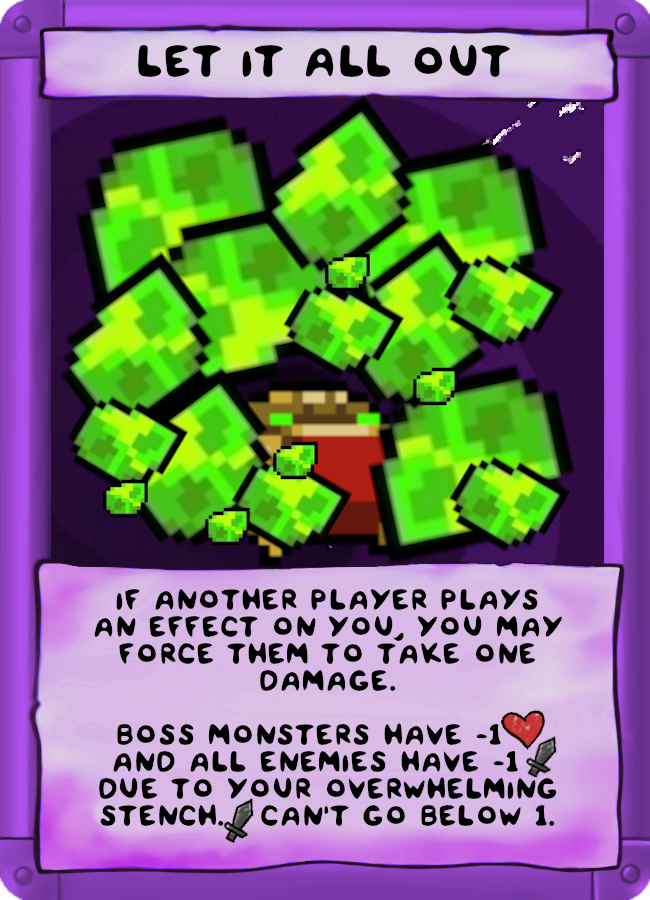 LET IT ALL OUT
IF ANOTHER PLAYER PLAYS
AN EFFECT ON YOU, YOU MAY
FORCE THEM TO TAKE ONE
DAMAGE.
BOSS MONSTERS HAVE -1
AND ALL ENEMIES HAVE -1
DUE TO YOUR OVERWHELMING
STENCH. CAN'T GO BELOW 1.